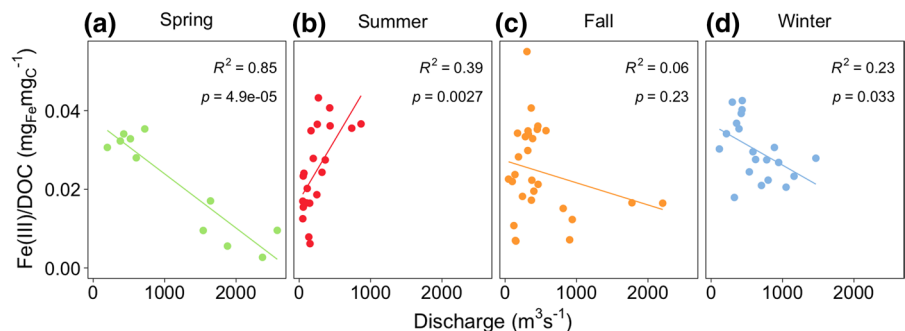 (a) Spring
(b) Summer
(c) Fall
(d) Winter
R² = 0.85
p = 4.9e-05
R² = 0.39
p = 0.0027
R² = 0.06
p = 0.23
R² = 0.23
p = 0.033
Fe(III)/DOC (mg_Fe mg_C⁻¹)
0.04
0.02
0.00
0 1000 2000
0 1000 2000
0 1000 2000
0 1000 2000
Discharge (m³s⁻¹)